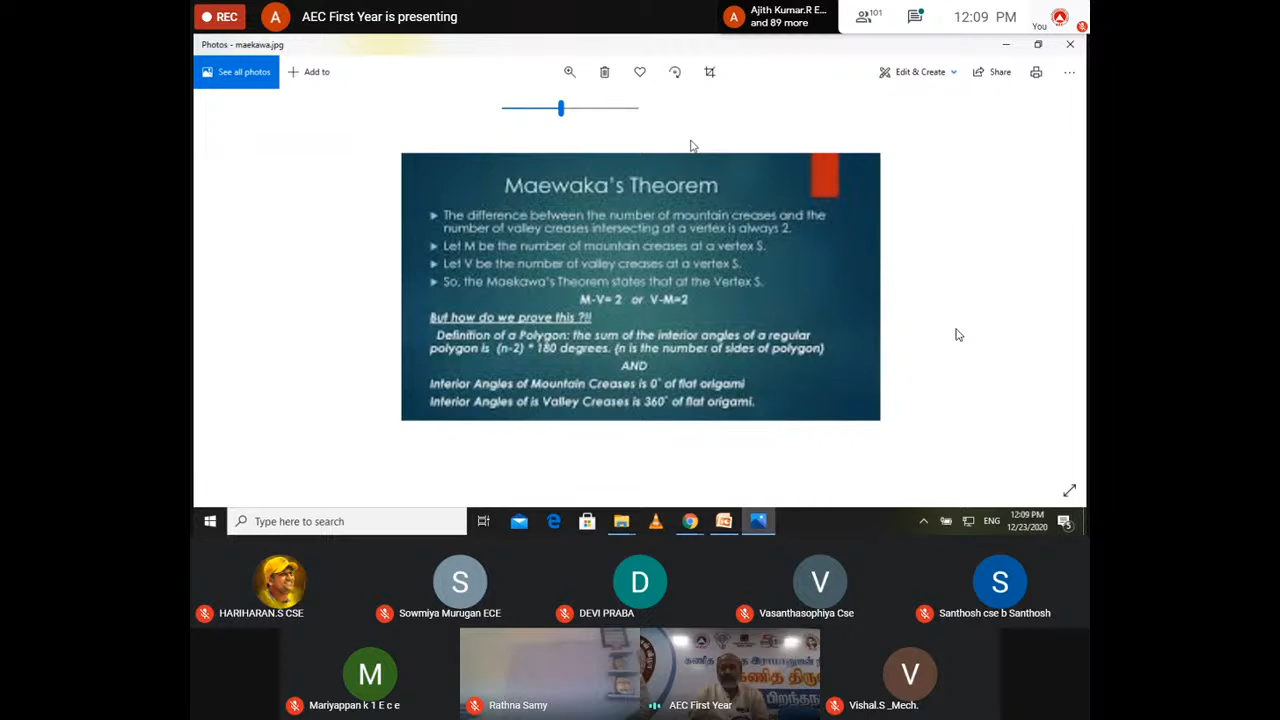 REC
A
AEC First Year is presenting
A
Ajith Kumar.R E...
and 89 more
101
12:09 PM
You
Photos - maekawa.jpg
See all photos
Add to
Edit & Create
Share
Maewaka's Theorem
The difference between the number of mountain creases and the
number of valley creases intersecting at a vertex is always 2.
Let M be the number of mountain creases at a vertex S.
Let V be the number of valley creases at a vertex S.
So, the Maekawa's Theorem states that at the Vertex S.
M-V= 2 or V-M=2
But how do we prove this ?!!
Definition of a Polygon: the sum of the interior angles of a regular
polygon is (n-2) * 180 degrees. (n is the number of sides of polygon)
AND
Interior Angles of Mountain Creases is 0° of flat origami
Interior Angles of is Valley Creases is 360° of flat origami.
Type here to search
ENG
12:09 PM
12/23/2020
5
S
D
V
S
HARIHARAN.S CSE
Sowmiya Murugan ECE
DEVI PRABA
Vasanthasophiya Cse
Santhosh cse b Santhosh
M
V
கணித
கணித
Mariyappan k 1 E c e
Rathna Samy
AEC First Year
Vishal.S _Mech.